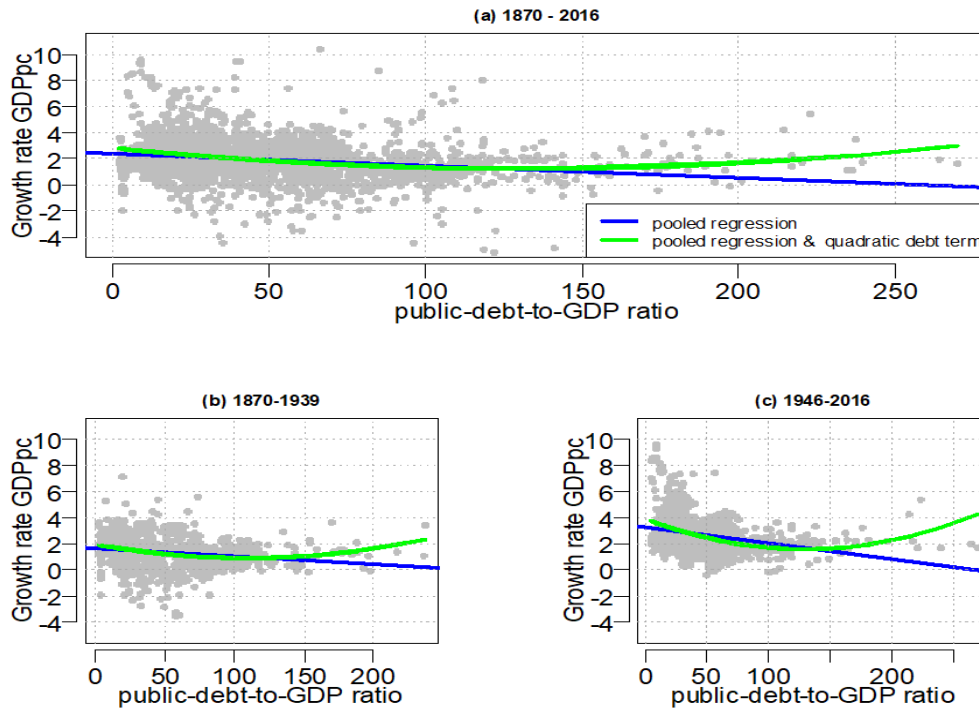 (a) 1870 - 2016
Growth rate GDPpc
10
8
6
4
2
0
-2
-4
pooled regression
pooled regression & quadratic debt term
0 50 100 150 200 250
public-debt-to-GDP ratio
(b) 1870-1939
Growth rate GDPpc
10
8
6
4
2
0
-2
-4
0 50 100 150 200
public-debt-to-GDP ratio
(c) 1946-2016
Growth rate GDPpc
10
8
6
4
2
0
-2
-4
0 50 100 200
public-debt-to-GDP ratio